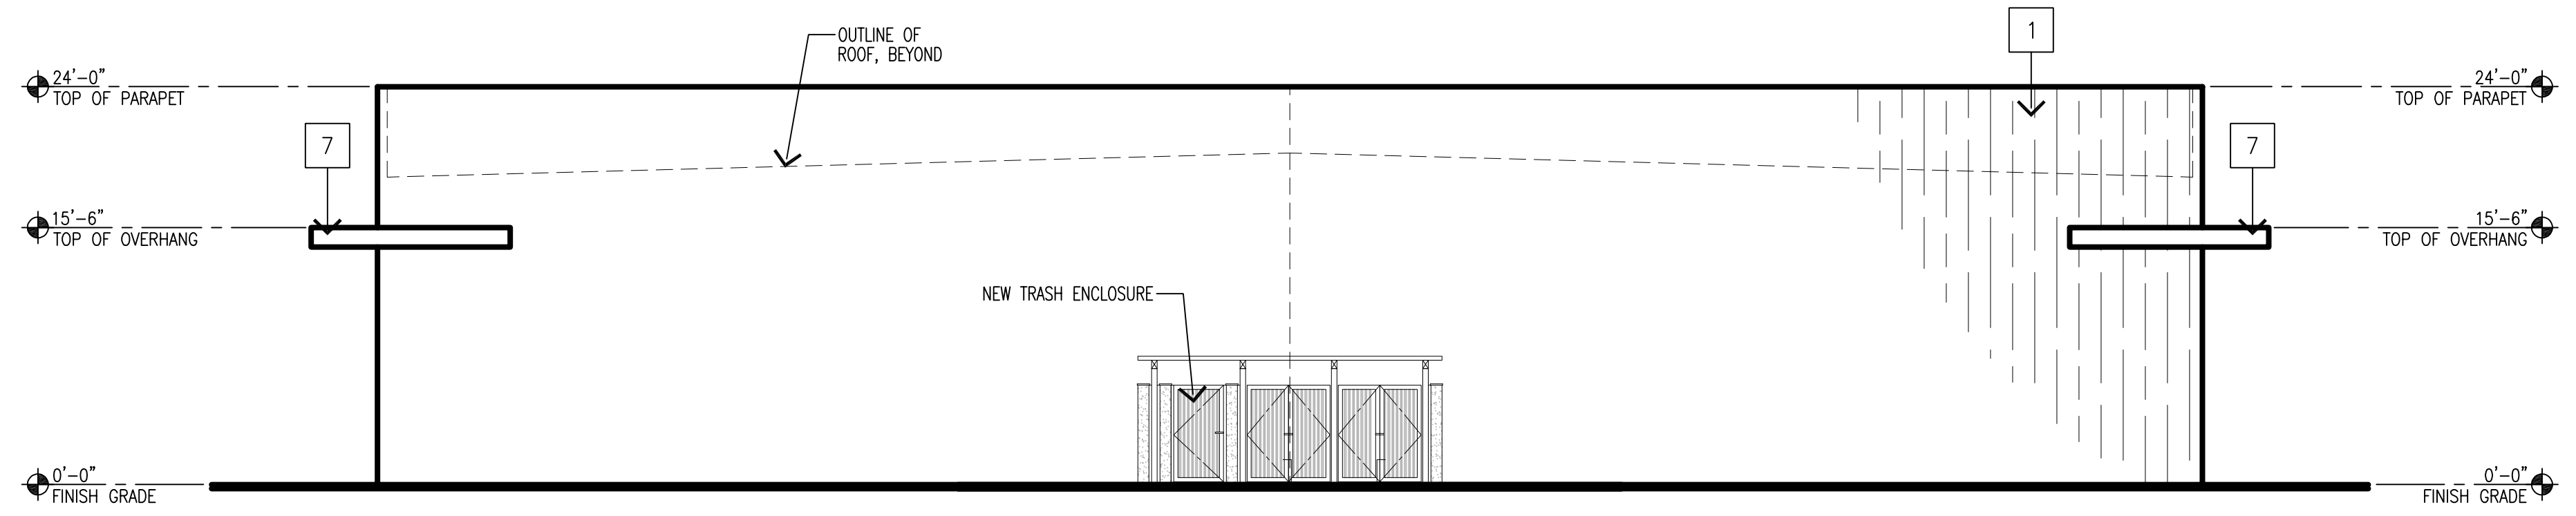 1
OUTLINE OF
ROOF, BEYOND
24'-0"
TOP OF PARAPET
24'-0"
TOP OF PARAPET
7
7
15'-6"
TOP OF OVERHANG
15'-6"
TOP OF OVERHANG
NEW TRASH ENCLOSURE
0'-0"
FINISH GRADE
0'-0"
FINISH GRADE